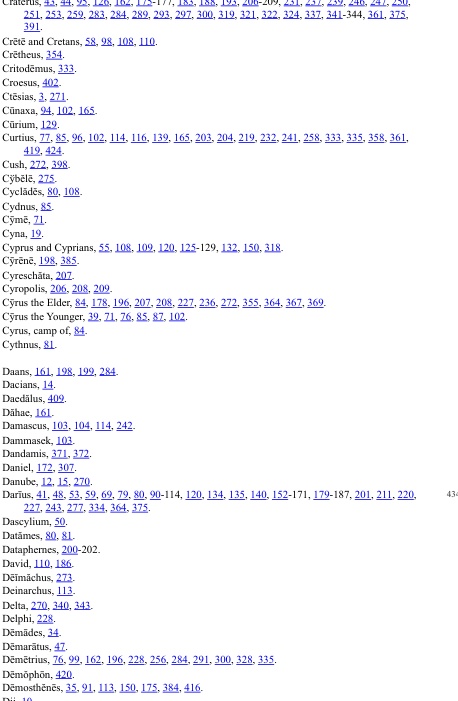 Craterus, 43, 44, 95, 126, 162, 175-177, 183, 188, 193, 206-209, 231, 237, 239, 246, 247, 250,
251, 253, 259, 283, 284, 289, 293, 297, 300, 319, 321, 322, 324, 337, 341-344, 361, 375,
391.
Crētē and Cretans, 58, 98, 108, 110.
Crētheus, 354.
Critodēmus, 333.
Croesus, 402.
Ctēsias, 3, 271.
Cūnaxa, 94, 102, 165.
Cūrium, 129.
Curtius, 77, 85, 96, 102, 114, 116, 139, 165, 203, 204, 219, 232, 241, 258, 333, 335, 358, 361,
419, 424.
Cush, 272, 398.
Cȳbēlē, 275.
Cyclădēs, 80, 108.
Cydnus, 85.
Cȳmē, 71.
Cyna, 19.
Cyprus and Cyprians, 55, 108, 109, 120, 125-129, 132, 150, 318.
Cȳrēnē, 198, 385.
Cyreschāta, 207.
Cyropolis, 206, 208, 209.
Cȳrus the Elder, 84, 178, 196, 207, 208, 227, 236, 272, 355, 364, 367, 369.
Cȳrus the Younger, 39, 71, 76, 85, 87, 102.
Cyrus, camp of, 84.
Cythnus, 81.
Daans, 161, 198, 199, 284.
Dacians, 14.
Daedălus, 409.
Dăhae, 161.
Damascus, 103, 104, 114, 242.
Dammasek, 103.
Dandamis, 371, 372.
Daniel, 172, 307.
Danube, 12, 15, 270.
Darīus, 41, 48, 53, 59, 69, 79, 80, 90-114, 120, 134, 135, 140, 152-171, 179-187, 201, 211, 220, 434
227, 243, 277, 334, 364, 375.
Dascylium, 50.
Datămes, 80, 81.
Dataphernes, 200-202.
David, 110, 186.
Dēīmăchus, 273.
Deinarchus, 113.
Delta, 270, 340, 343.
Delphi, 228.
Dēmādes, 34.
Dēmarātus, 47.
Dēmētrius, 76, 99, 162, 196, 228, 256, 284, 291, 300, 328, 335.
Dēmŏphŏn, 420.
Dēmosthĕnēs, 35, 91, 113, 150, 175, 384, 416.